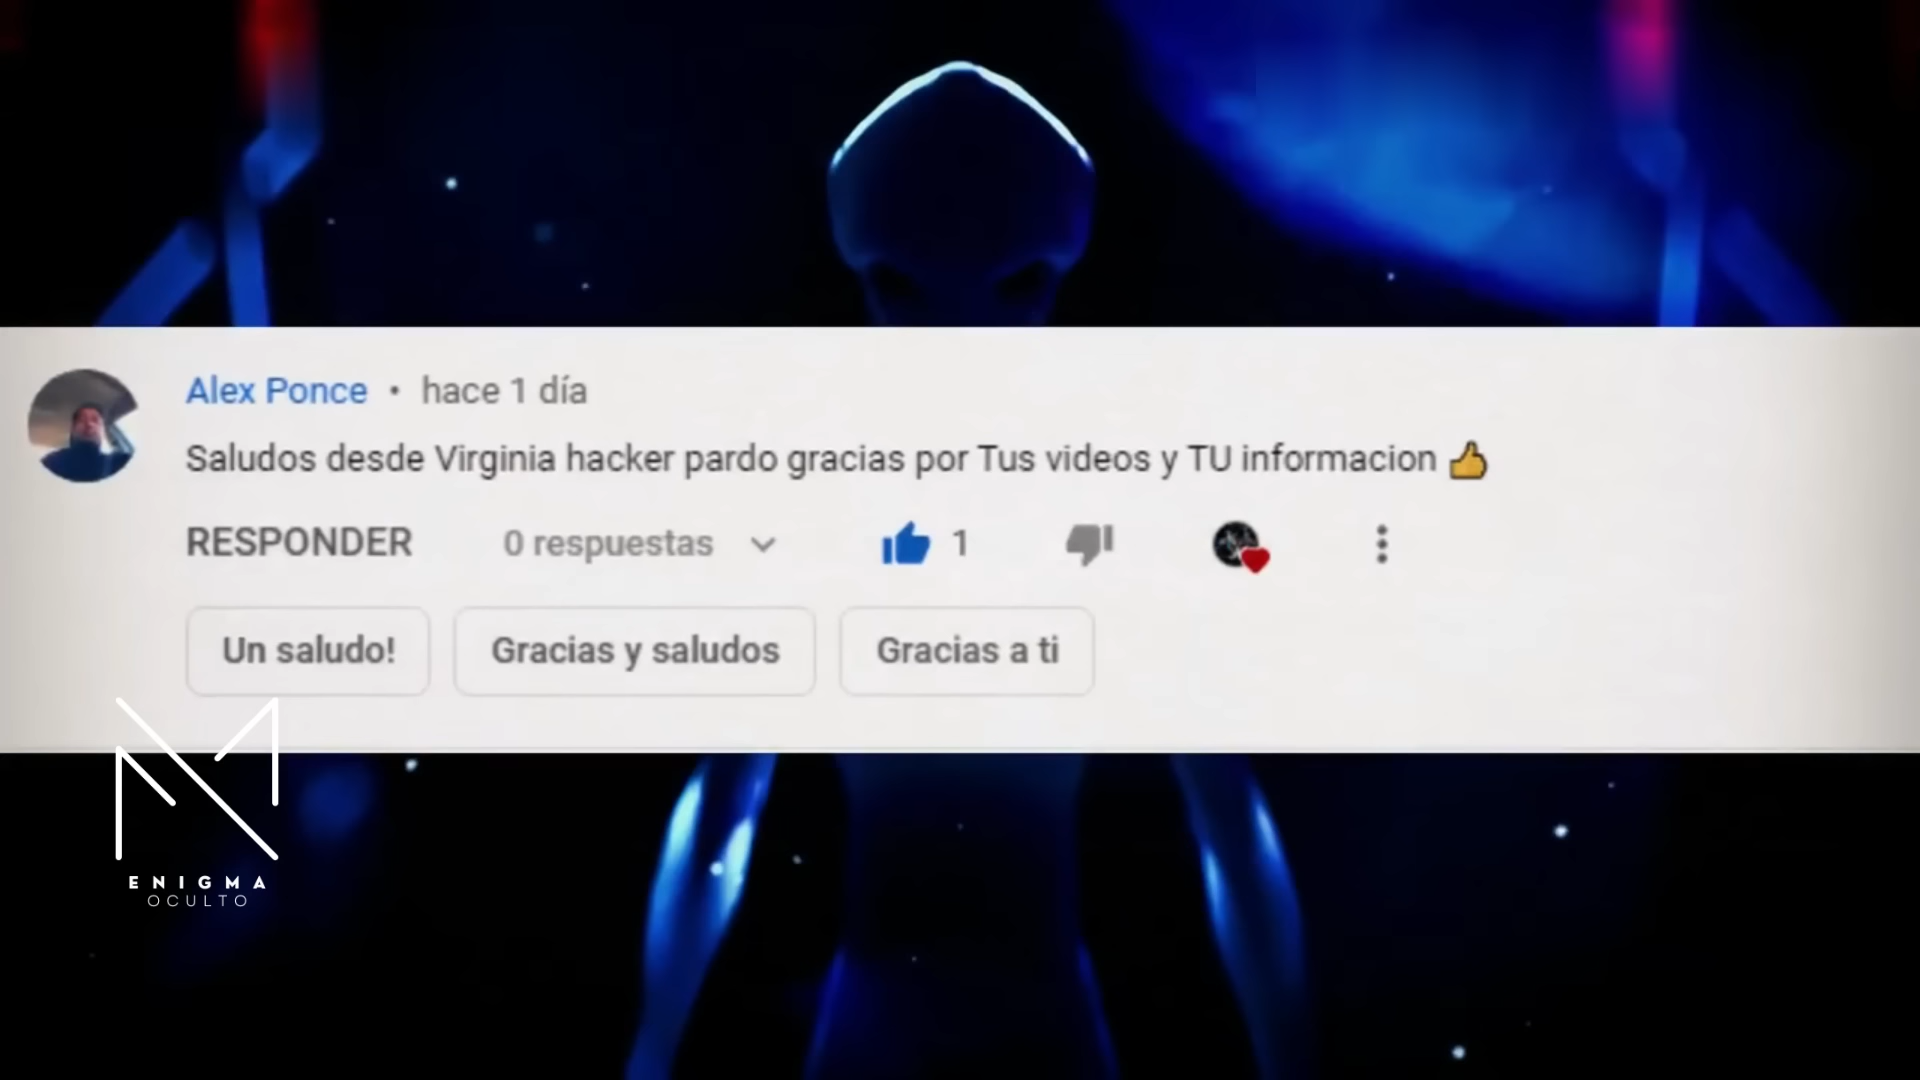 Alex Ponce • hace 1 día
Saludos desde Virginia hacker pardo gracias por Tus videos y TU informacion 👍
RESPONDER 0 respuestas 1
Un saludo! Gracias y saludos Gracias a ti
ENIGMA
OCULTO